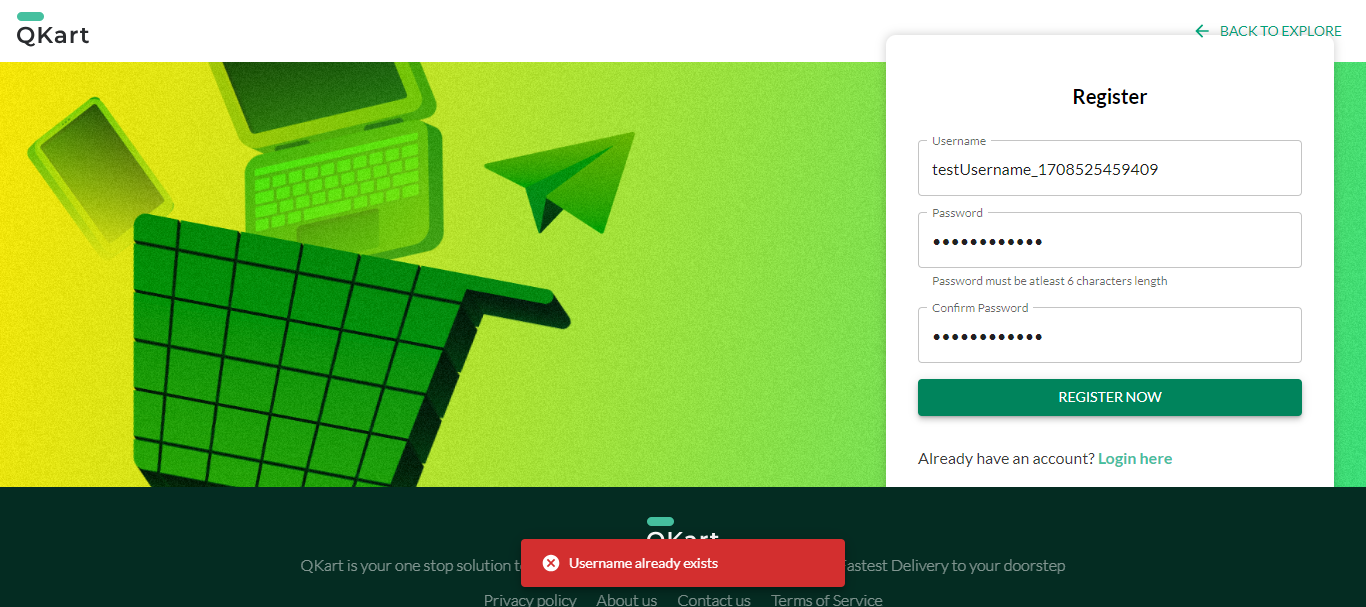 QKart
BACK TO EXPLORE
Register
Username
testUsername_1708525459409
Password
••••••••••••
Password must be atleast 6 characters length
Confirm Password
••••••••••••
REGISTER NOW
Already have an account? Login here
QKart
QKart is your one stop solution
Fastest Delivery to your doorstep
Username already exists
Privacy policy About us Contact us Terms of Service